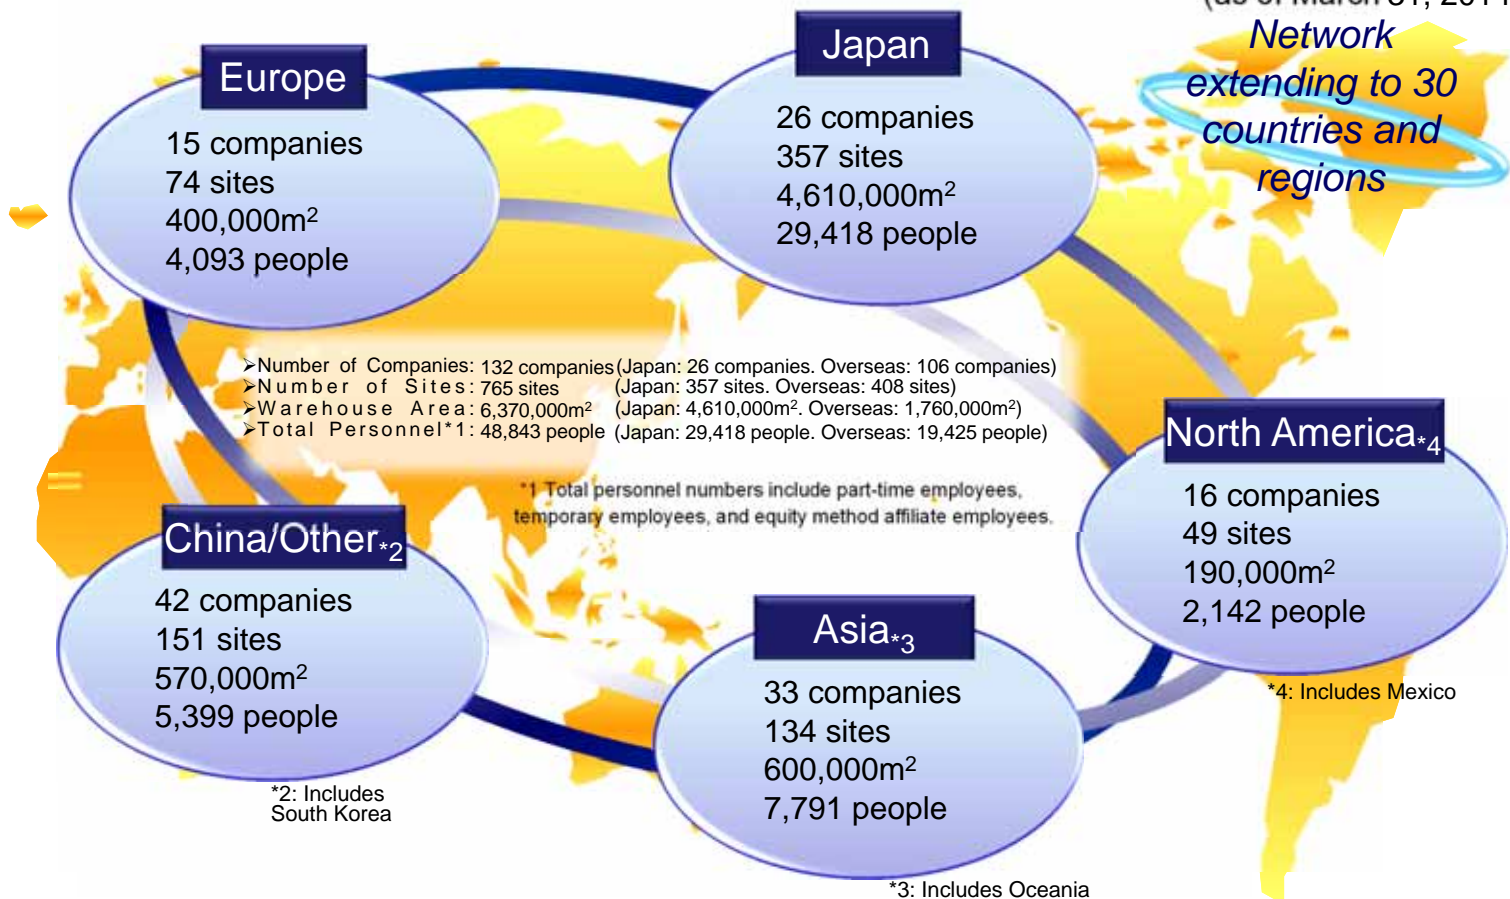 (as of March 31, 2014
Network
extending to 30
countries and
regions
Europe
15 companies
74 sites
400,000m²
4,093 people
Japan
26 companies
357 sites
4,610,000m²
29,418 people
➢Number of Companies: 132 companies (Japan: 26 companies. Overseas: 106 companies)
➢Number of Sites: 765 sites (Japan: 357 sites. Overseas: 408 sites)
➢Warehouse Area: 6,370,000m² (Japan: 4,610,000m². Overseas: 1,760,000m²)
➢Total Personnel*1: 48,843 people (Japan: 29,418 people. Overseas: 19,425 people)
*1 Total personnel numbers include part-time employees,
temporary employees, and equity method affiliate employees.
North America*4
16 companies
49 sites
190,000m²
2,142 people
*4: Includes Mexico
China/Other*2
42 companies
151 sites
570,000m²
5,399 people
*2: Includes
South Korea
Asia*3
33 companies
134 sites
600,000m²
7,791 people
*3: Includes Oceania